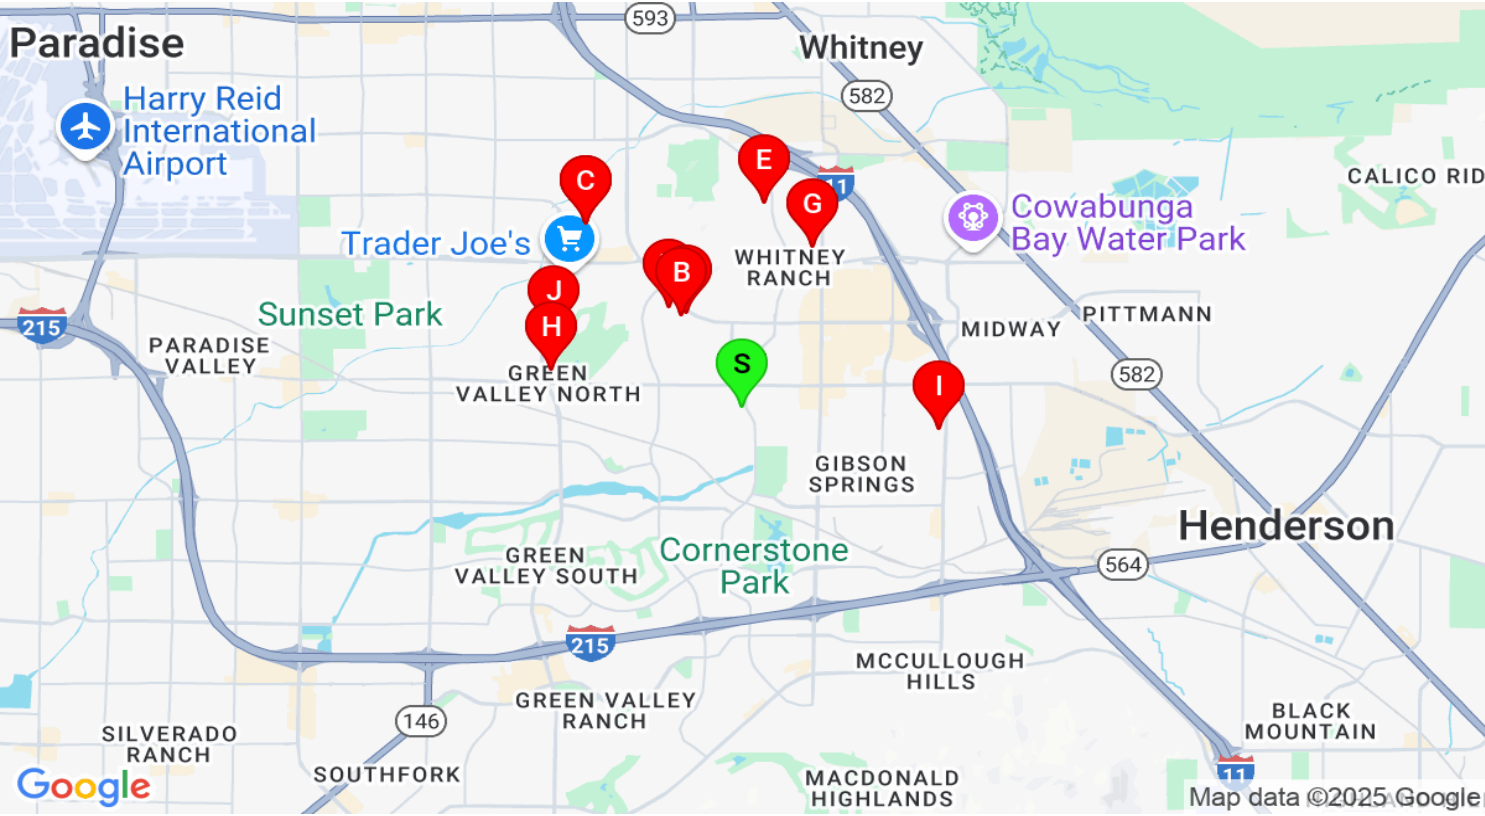 593
Paradise
Whitney
Harry Reid
International
Airport
582
E
11
C
CALICO RID
G
Cowabunga
Bay Water Park
Trader Joe's
WHITNEY
RANCH
B
J
Sunset Park
PITTMANN
215
H
MIDWAY
PARADISE
VALLEY
S
GREEN
VALLEY NORTH
582
I
GIBSON
SPRINGS
Henderson
Cornerstone
Park
GREEN
VALLEY SOUTH
564
215
MCCULLOUGH
HILLS
GREEN VALLEY
RANCH
146
BLACK
MOUNTAIN
SILVERADO
RANCH
SOUTHFORK
11
Google
MACDONALD
HIGHLANDS
Map data ©2025 Google